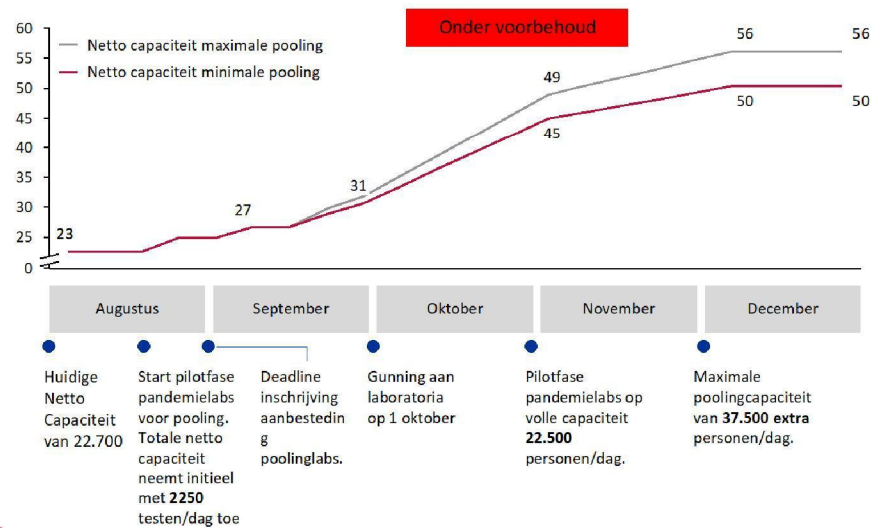 Onder voorbehoud
Netto capaciteit maximale pooling
Netto capaciteit minimale pooling
60
55
50
45
40
35
30
25
0
23
27
31
49
45
56
50
56
50
Augustus
September
Oktober
November
December
Huidige
Netto
Capaciteit
van 22.700
Start pilotfase
pandemielabs
voor pooling.
Totale netto
capaciteit
neemt initieel
met 2250
testen/dag toe
Deadline
inschrijving
aanbestedin
g
poolinglabs.
Gunning aan
laboratoria
op 1 oktober
Pilotfase
pandemielabs op
volle capaciteit
22.500
personen/dag.
Maximale
poolingcapaciteit
van 37.500 extra
personen/dag.